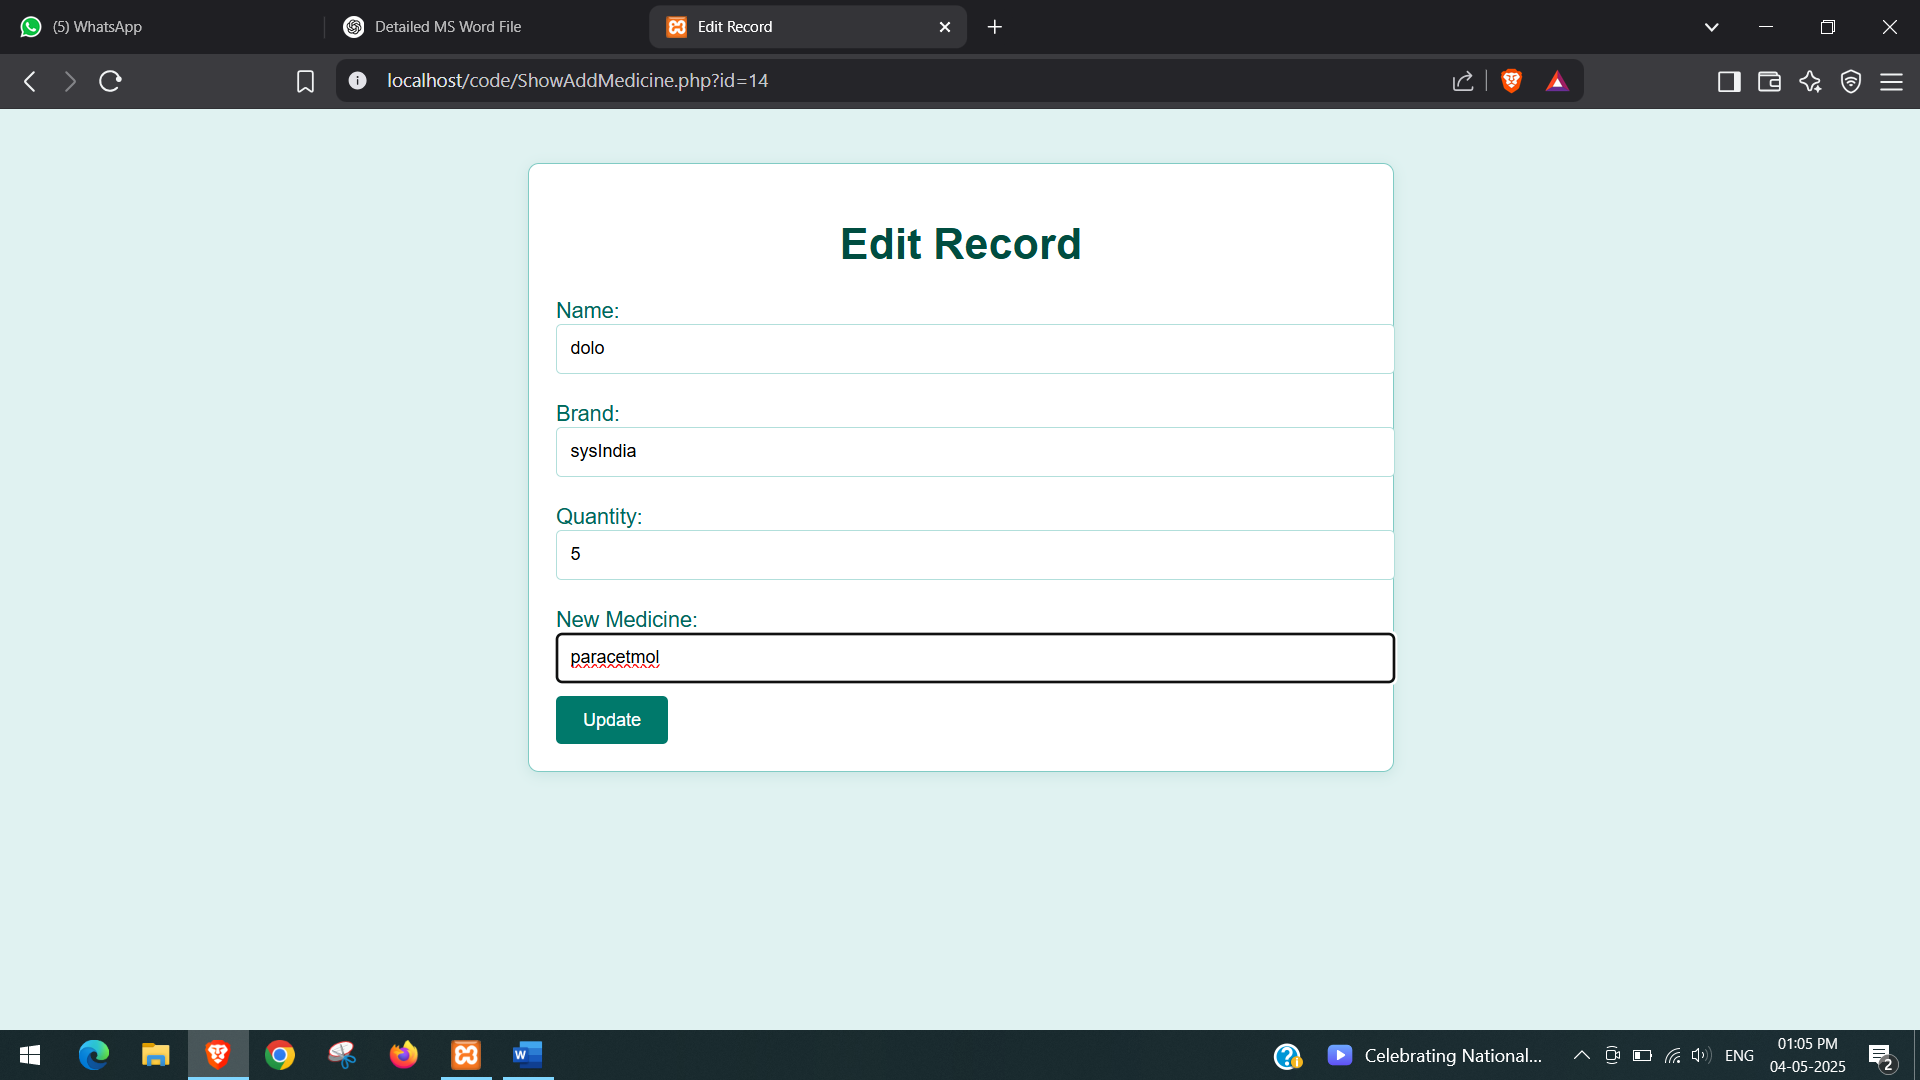 (5) WhatsApp
Detailed MS Word File
Edit Record
localhost/code/ShowAddMedicine.php?id=14
Edit Record
Name:
dolo
Brand:
sysIndia
Quantity:
5
New Medicine:
paracetmol
Update
Celebrating National...
ENG
01:05 PM
04-05-2025
2